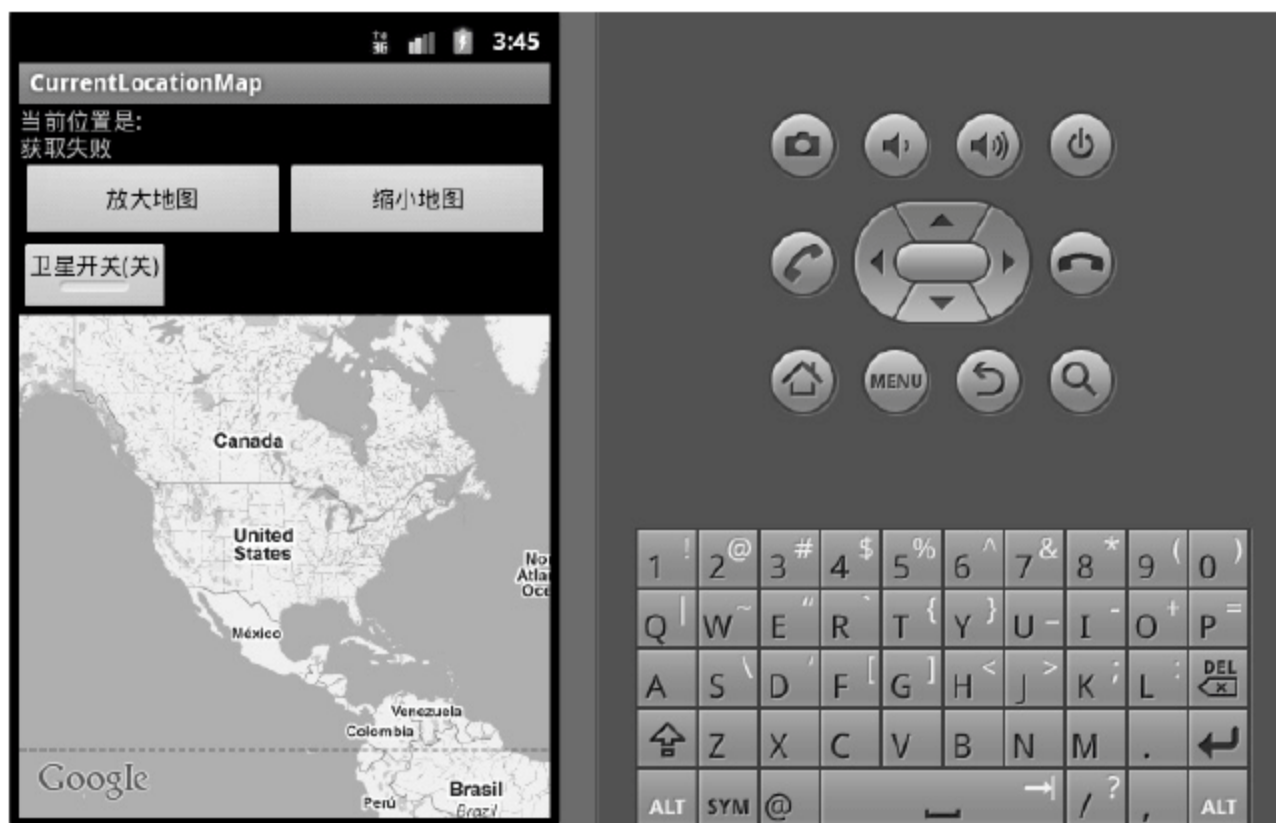 3G
3:45
CurrentLocationMap
当前位置是:
获取失败
放大地图
缩小地图
卫星开关(关)
Canada
United
States
México
Venezuela
Colombia
Perú
Brasil
Brazil
Google
MENU
1 ! 2 @ 3 # 4 $ 5 % 6 ^ 7 & 8 * 9 ( 0 )
Q | W ~ E “ R ` T { Y } U _ I - O + P =
A S \ D ' F [ G ] H < J > K ; L : DEL
Z X C V B N M .
ALT SYM @ / ? , ALT